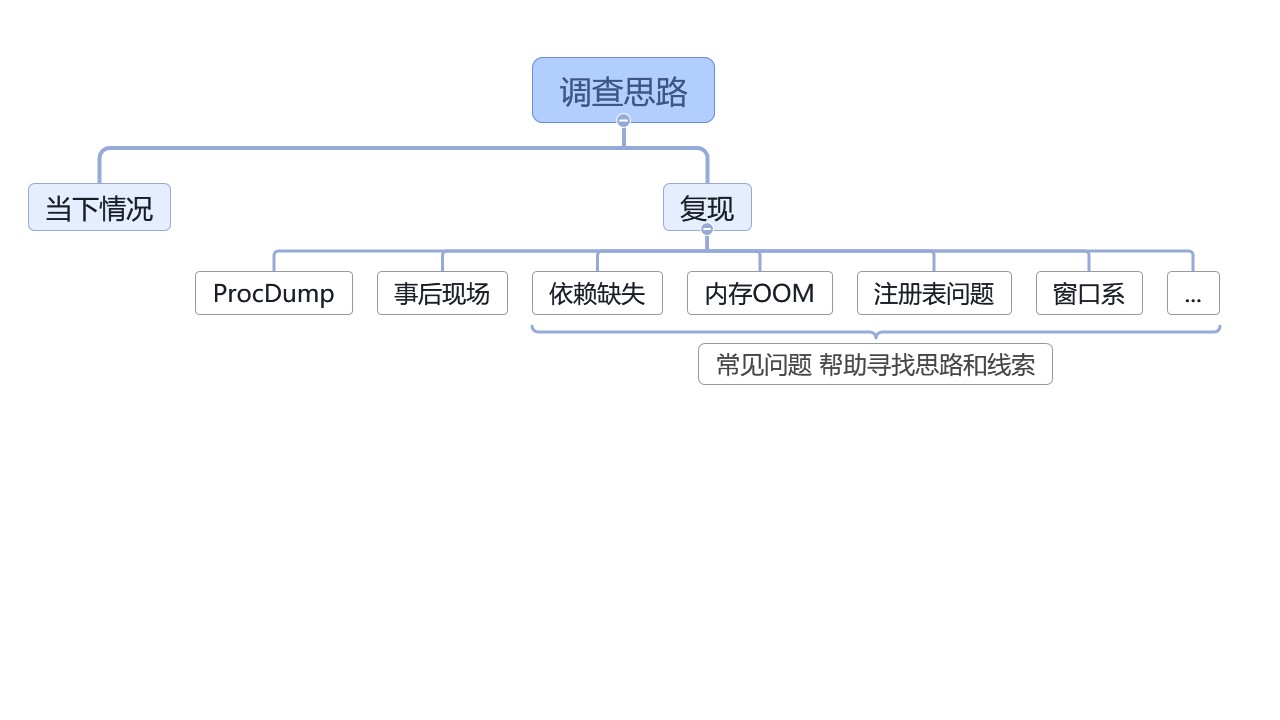 调查思路
当下情况
复现
ProcDump
事后现场
依赖缺失
内存OOM
注册表问题
窗口系
...
常见问题 帮助寻找思路和线索